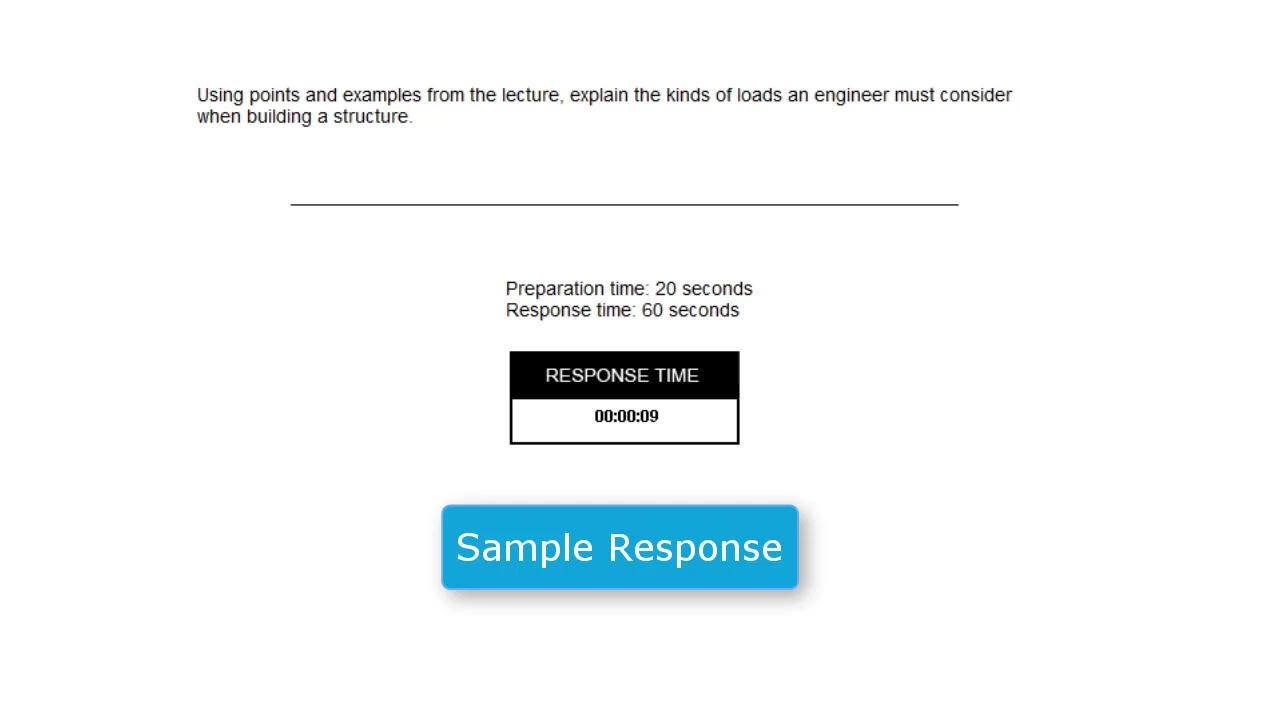 Using points and examples from the lecture, explain the kinds of loads an engineer must consider
when building a structure.
Preparation time: 20 seconds
Response time: 60 seconds
RESPONSE TIME
00:00:09
Sample Response